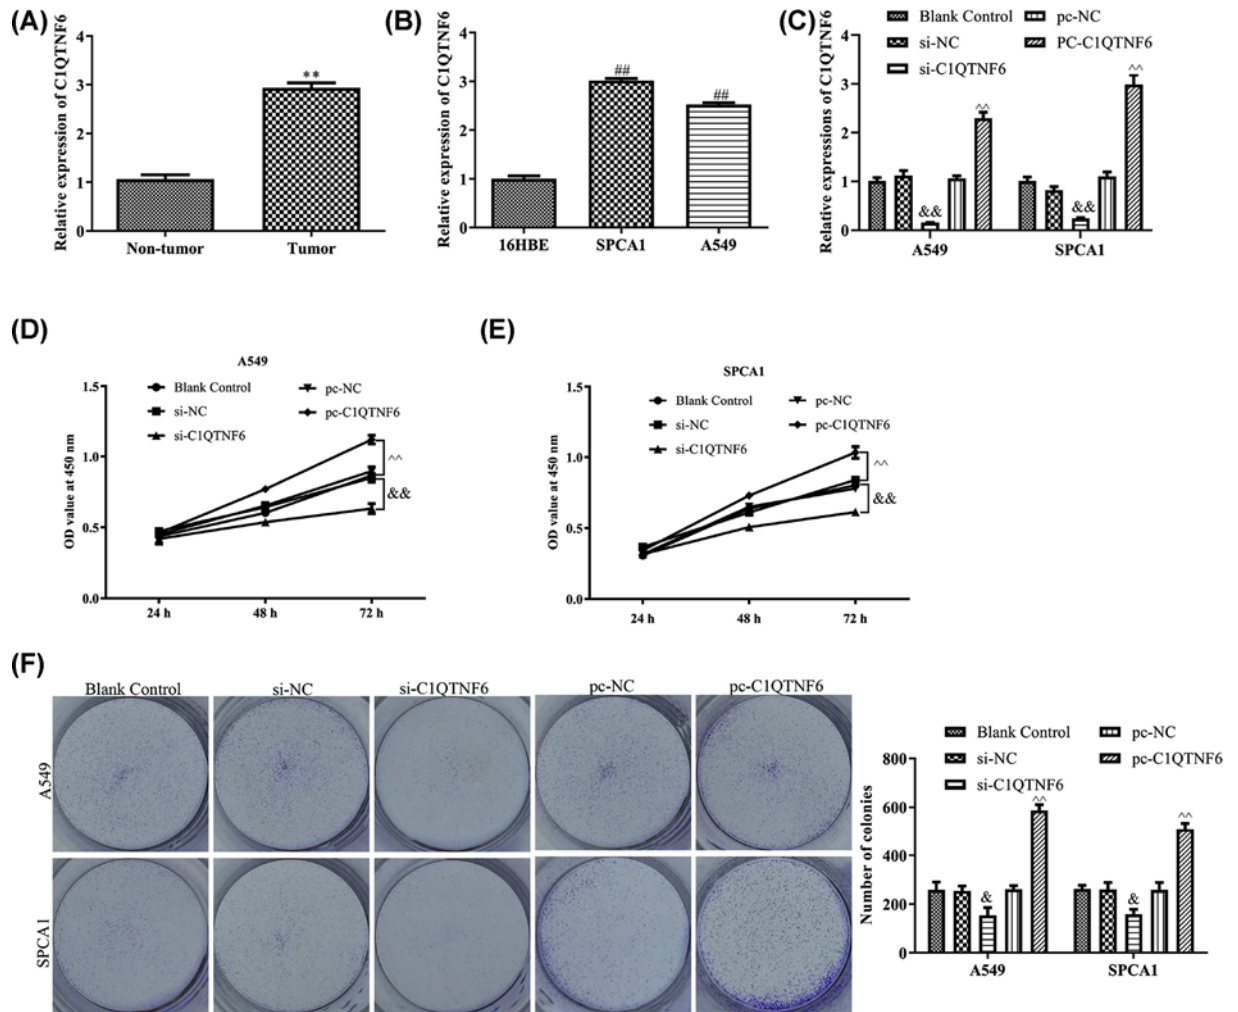 (A)
Relative expression of C1QTNF6
4
3
2
1
0
**
Non-tumor
Tumor
(B)
Relative expression of C1QTNF6
4
3
2
1
0
##
##
16HBE
SPCA1
A549
(C)
Blank Control
pc-NC
si-NC
PC-C1QTNF6
si-C1QTNF6
Relative expressions of C1QTNF6
4
3
2
1
0
&&
^^
&&
^^
A549
SPCA1
(D)
A549
Blank Control
pc-NC
si-NC
pc-C1QTNF6
si-C1QTNF6
OD value at 450 nm
1.5
1.0
0.5
0.0
^^
&&
24 h
48 h
72 h
(E)
SPCA1
Blank Control
pc-NC
si-NC
pc-C1QTNF6
si-C1QTNF6
OD value at 450 nm
1.5
1.0
0.5
0.0
^^
&&
24 h
48 h
72 h
(F)
Blank Control
si-NC
si-C1QTNF6
pc-NC
pc-C1QTNF6
A549
SPCA1
Blank Control
pc-NC
si-NC
pc-C1QTNF6
si-C1QTNF6
Number of colonies
800
600
400
200
0
&
^^
&
^^
A549
SPCA1